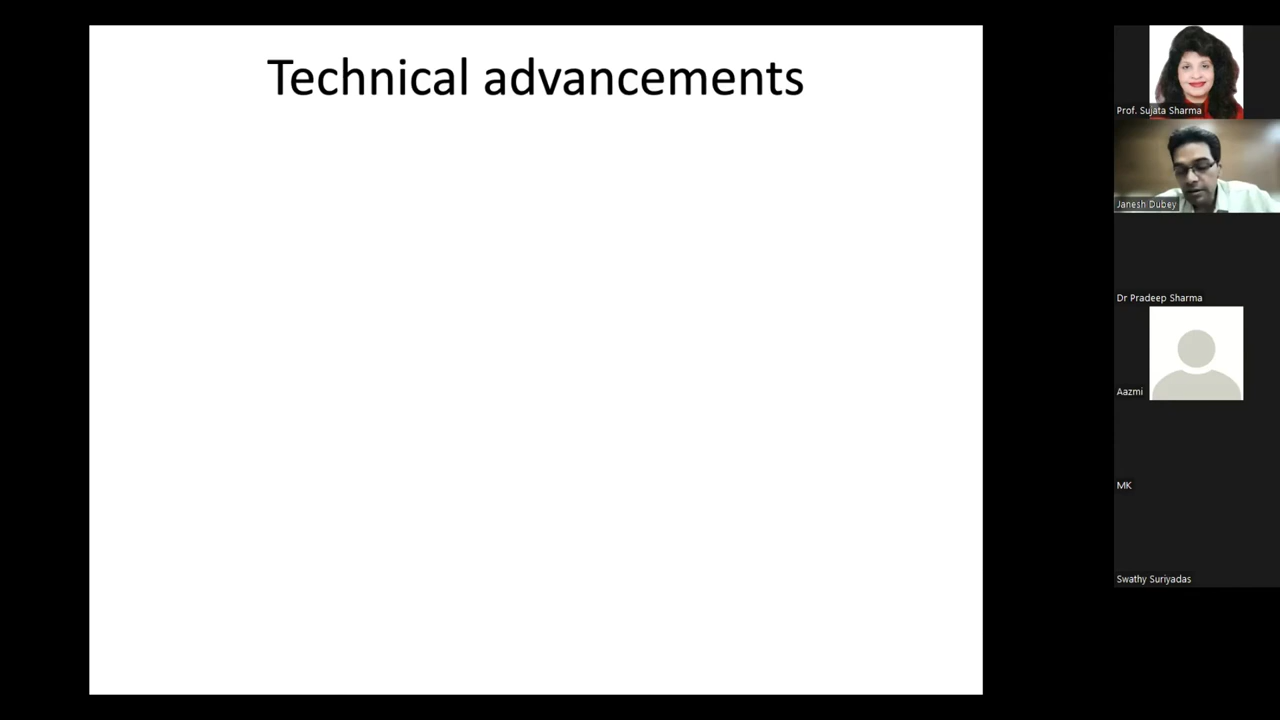 Technical advancements
Prof. Sujata Sharma
Janesh Dubey
Dr Pradeep Sharma
Aazmi
MK
Swathy Suriyadas